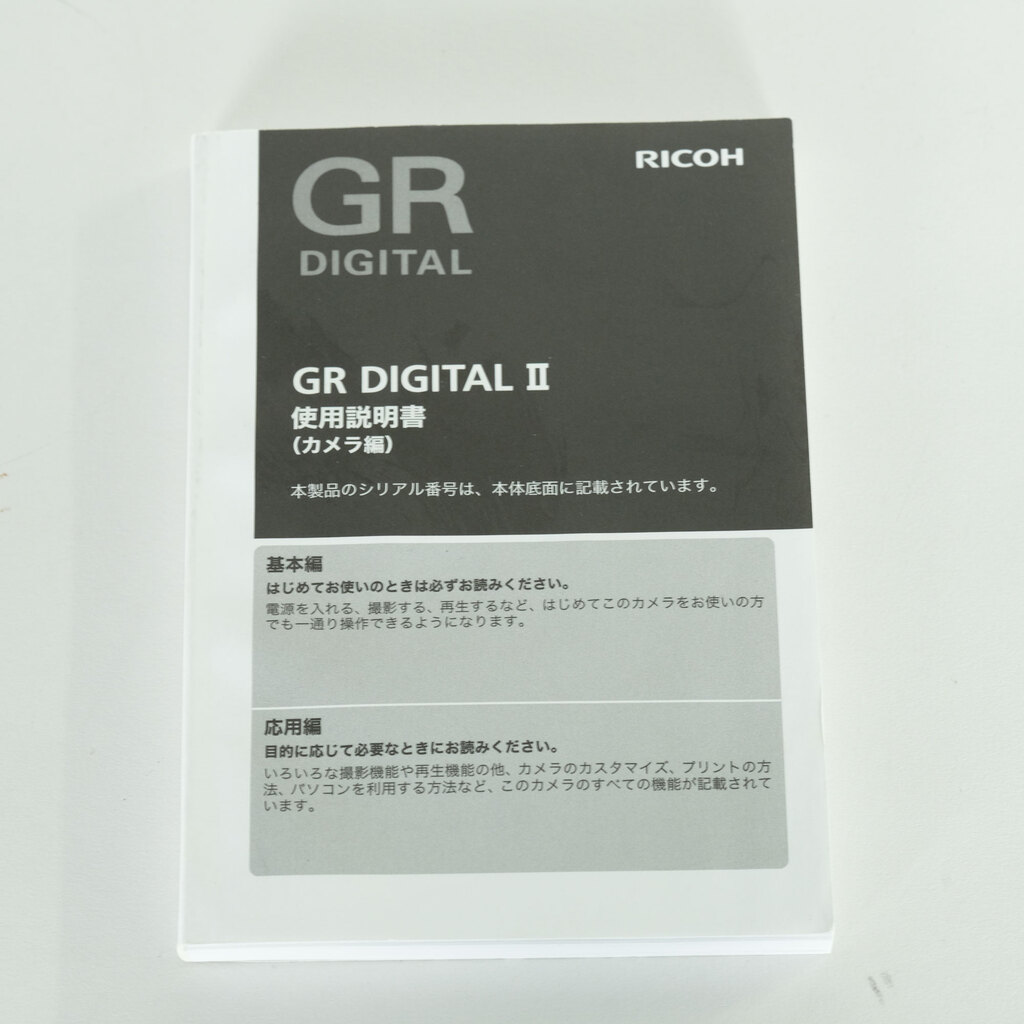 GR
RICOH
DIGITAL
GR DIGITAL II
使用説明書
（カメラ編）
本製品のシリアル番号は、本体底面に記載されています。
基本編
はじめてお使いのときは必ずお読みください。
電源を入れる、撮影する、再生するなど、はじめてこのカメラをお使いの方
でも一通り操作できるようになります。
応用編
目的に応じて必要なときにお読みください。
いろいろな撮影機能や再生機能の他、カメラのカスタマイズ、プリントの方
法、パソコンを利用する方法など、このカメラのすべての機能が記載されて
います。